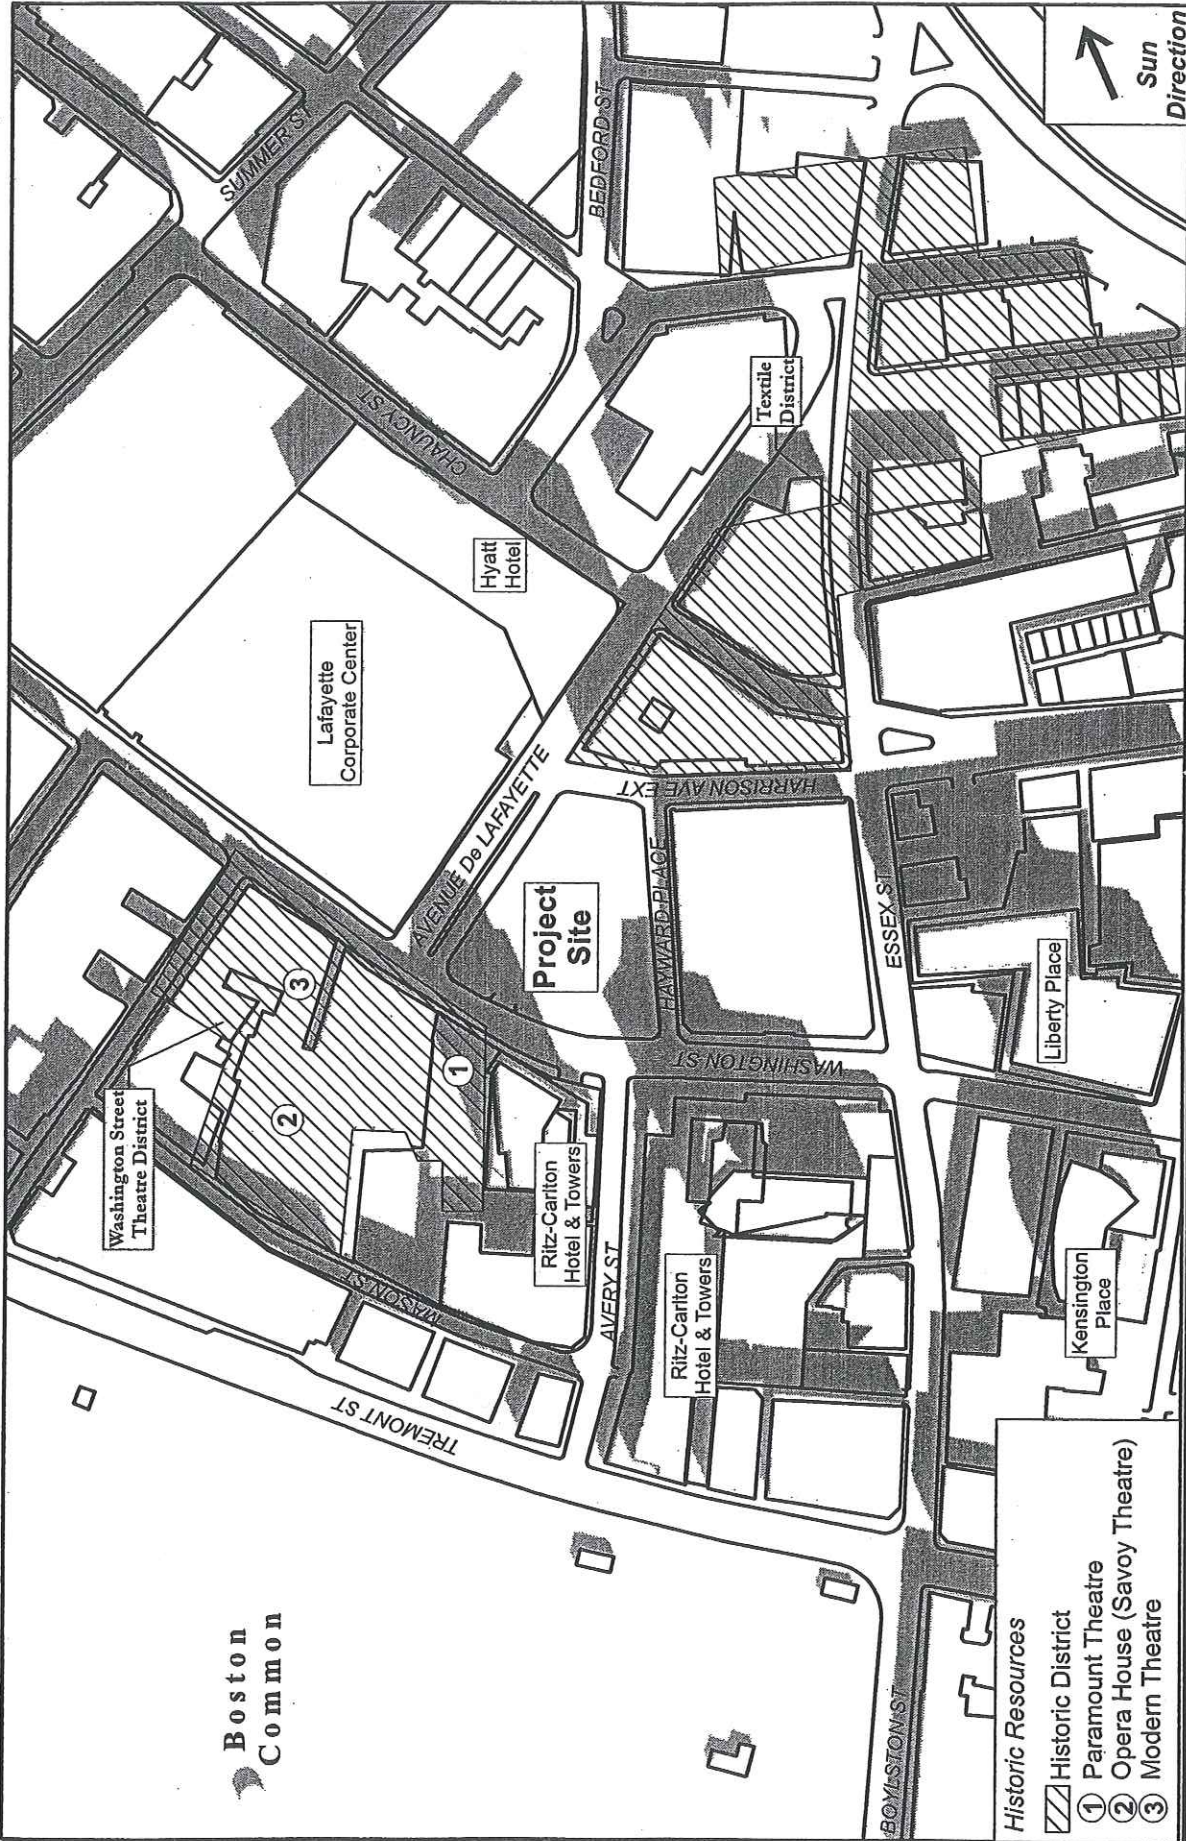 Boston
Common
TREMONT ST
MASON ST
Washington Street
Theatre District
Lafayette
Corporate Center
Hyatt
Hotel
CHAUNCY ST
SUMMER ST
BEDFORD ST
AVENUE De LAFAYETTE
Textile
District
Project
Site
HARRISON AVE EXT
HAYWARD PLACE
Ritz-Carlton
Hotel & Towers
AVERY ST
Ritz-Carlton
Hotel & Towers
WASHINGTON ST
ESSEX ST
Liberty Place
Kensington
Place
BOYLSTON ST
1
2
3
Sun
Direction
Historic Resources
Historic District
1 Paramount Theatre
2 Opera House (Savoy Theatre)
3 Modern Theatre